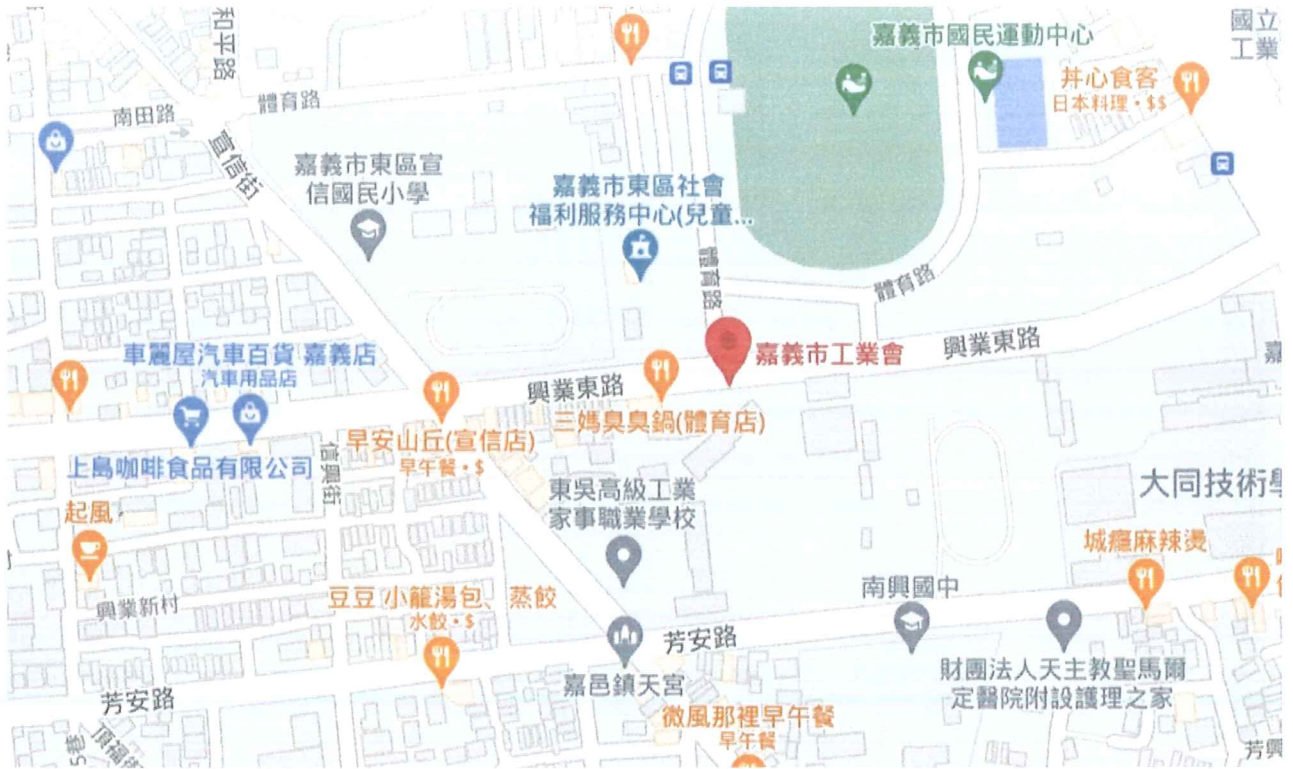 和平路
嘉義市國民運動中心
國立
工業
丼心食客
日本料理・$$
體育路
南田路
宣信街
嘉義市東區宣
信國民小學
嘉義市東區社會
福利服務中心(兒童...
體育路
體育路
車麗屋汽車百貨 嘉義店
汽車用品店
興業東路
嘉義市工業會
興業東路
嘉
三媽臭臭鍋(體育店)
早安山丘(宣信店)
早午餐・$
上島咖啡食品有限公司
信興街
東吳高級工業
家事職業學校
大同技術學
起風
城癮麻辣燙
南興國中
豆豆 小籠湯包、蒸餃
水餃・$
興業新村
芳安路
嘉邑鎮天宮
財團法人天主教聖馬爾
定醫院附設護理之家
芳安路
微風那裡早午餐
早午餐
芳興